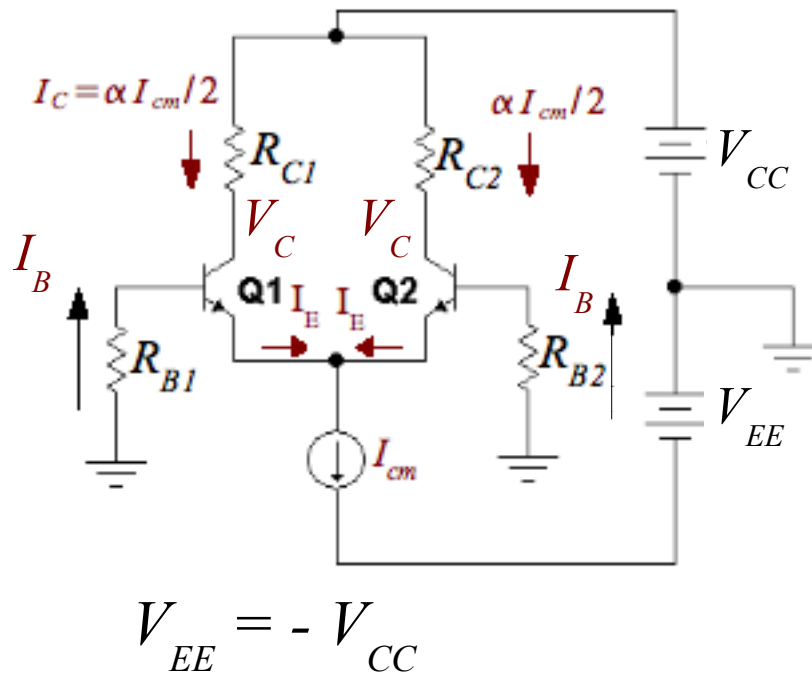 I_C = α I_cm /2
α I_cm /2
R_C1
R_C2
V_CC
V_C
V_C
I_B
Q1
Q2
I_B
I_E
I_E
R_B1
R_B2
V_EE
I_cm
V_EE = - V_CC